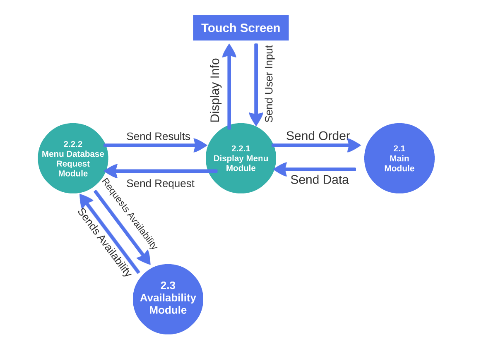 Touch Screen
Display Info
Send User Input
2.2.2
Menu Database
Request
Module
Send Results
Send Request
2.2.1
Display Menu
Module
Send Order
Send Data
2.1
Main
Module
Requests Availability
Sends Availability
2.3
Availability
Module